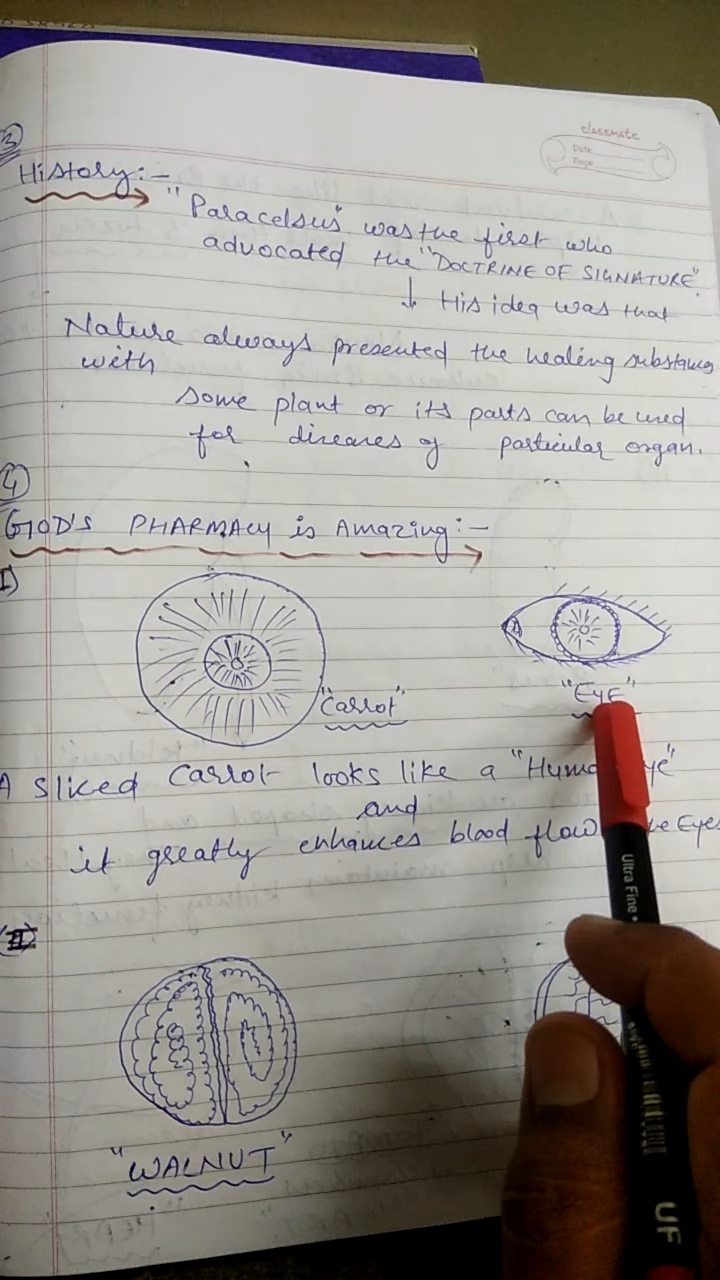 classmate
Date
Page
3
History:-
"Paracelsus" was the first who
advocated the "DOCTRINE OF SIGNATURE".
↓ His idea was that
Nature always presented the healing substances
with
some plant or its parts can be used
for diseases of particular organ.
4
GOD'S PHARMACY is Amazing:-
I)
"Carrot"
"EYE"
A sliced Carrot looks like a "Human
and
it greatly enhances blood flow Eyes
II
"WALNUT"
Ultra Fine
UF